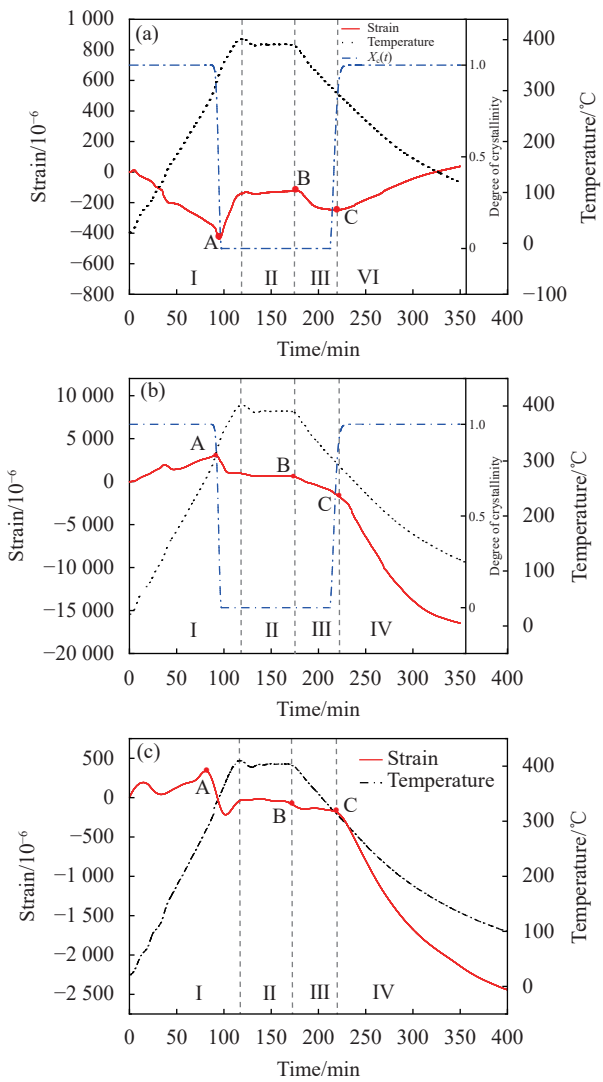 (a)
Strain
Temperature
Xc(t)
1 000
800
600
400
200
0
−200
−400
−600
−800
Strain/10⁻⁶
A
B
C
I
II
III
VI
1.0
0.5
0
Degree of crystallinity
400
300
200
100
0
−100
Temperature/℃
0 50 100 150 200 250 300 350 400
Time/min
(b)
10 000
5 000
0
−5 000
−10 000
−15 000
−20 000
Strain/10⁻⁶
A
B
C
I
II
III
IV
1.0
0.5
0
Degree of crystallinity
400
300
200
100
0
Temperature/℃
0 50 100 150 200 250 300 350 400
Time/min
(c)
Strain
Temperature
500
0
−500
−1 000
−1 500
−2 000
−2 500
Strain/10⁻⁶
A
B
C
I
II
III
IV
400
300
200
100
0
Temperature/℃
0 50 100 150 200 250 300 350 400
Time/min